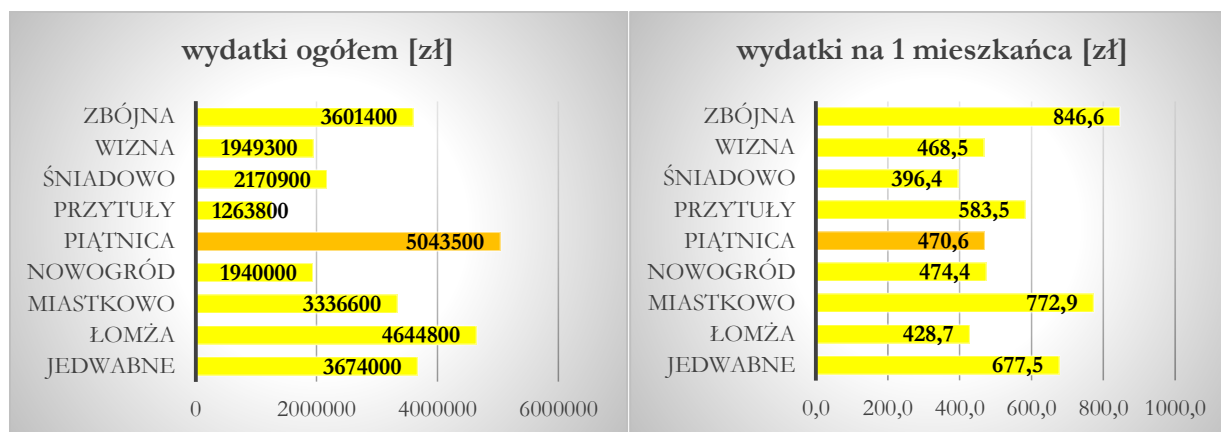 wydatki ogółem [zł]
ZBÓJNA 3601400
WIZNA 1949300
ŚNIADOWO 2170900
PRZYTUŁY 1263800
PIĄTNICA 5043500
NOWOGRÓD 1940000
MIASTKOWO 3336600
ŁOMŻA 4644800
JEDWABNE 3674000
0 2000000 4000000 6000000
wydatki na 1 mieszkańca [zł]
ZBÓJNA 846,6
WIZNA 468,5
ŚNIADOWO 396,4
PRZYTUŁY 583,5
PIĄTNICA 470,6
NOWOGRÓD 474,4
MIASTKOWO 772,9
ŁOMŻA 428,7
JEDWABNE 677,5
0,0 200,0 400,0 600,0 800,0 1000,0